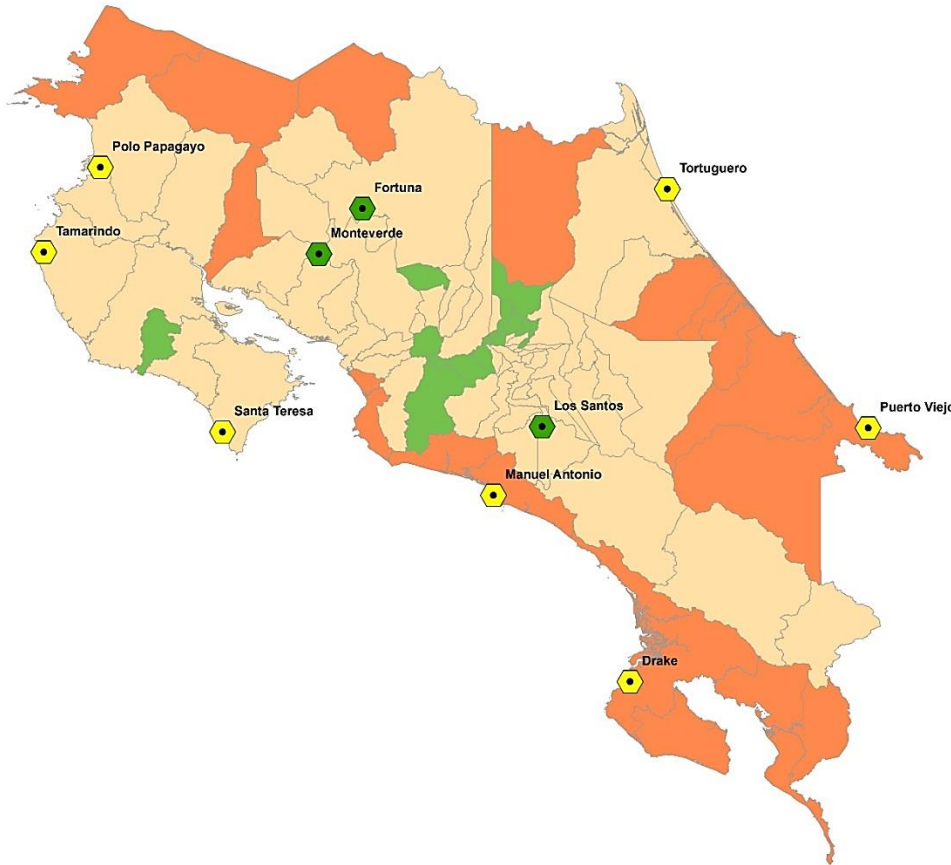 Polo Papagayo
Tortuguero
Fortuna
Tamarindo
Monteverde
Santa Teresa
Los Santos
Puerto Viejo
Manuel Antonio
Drake